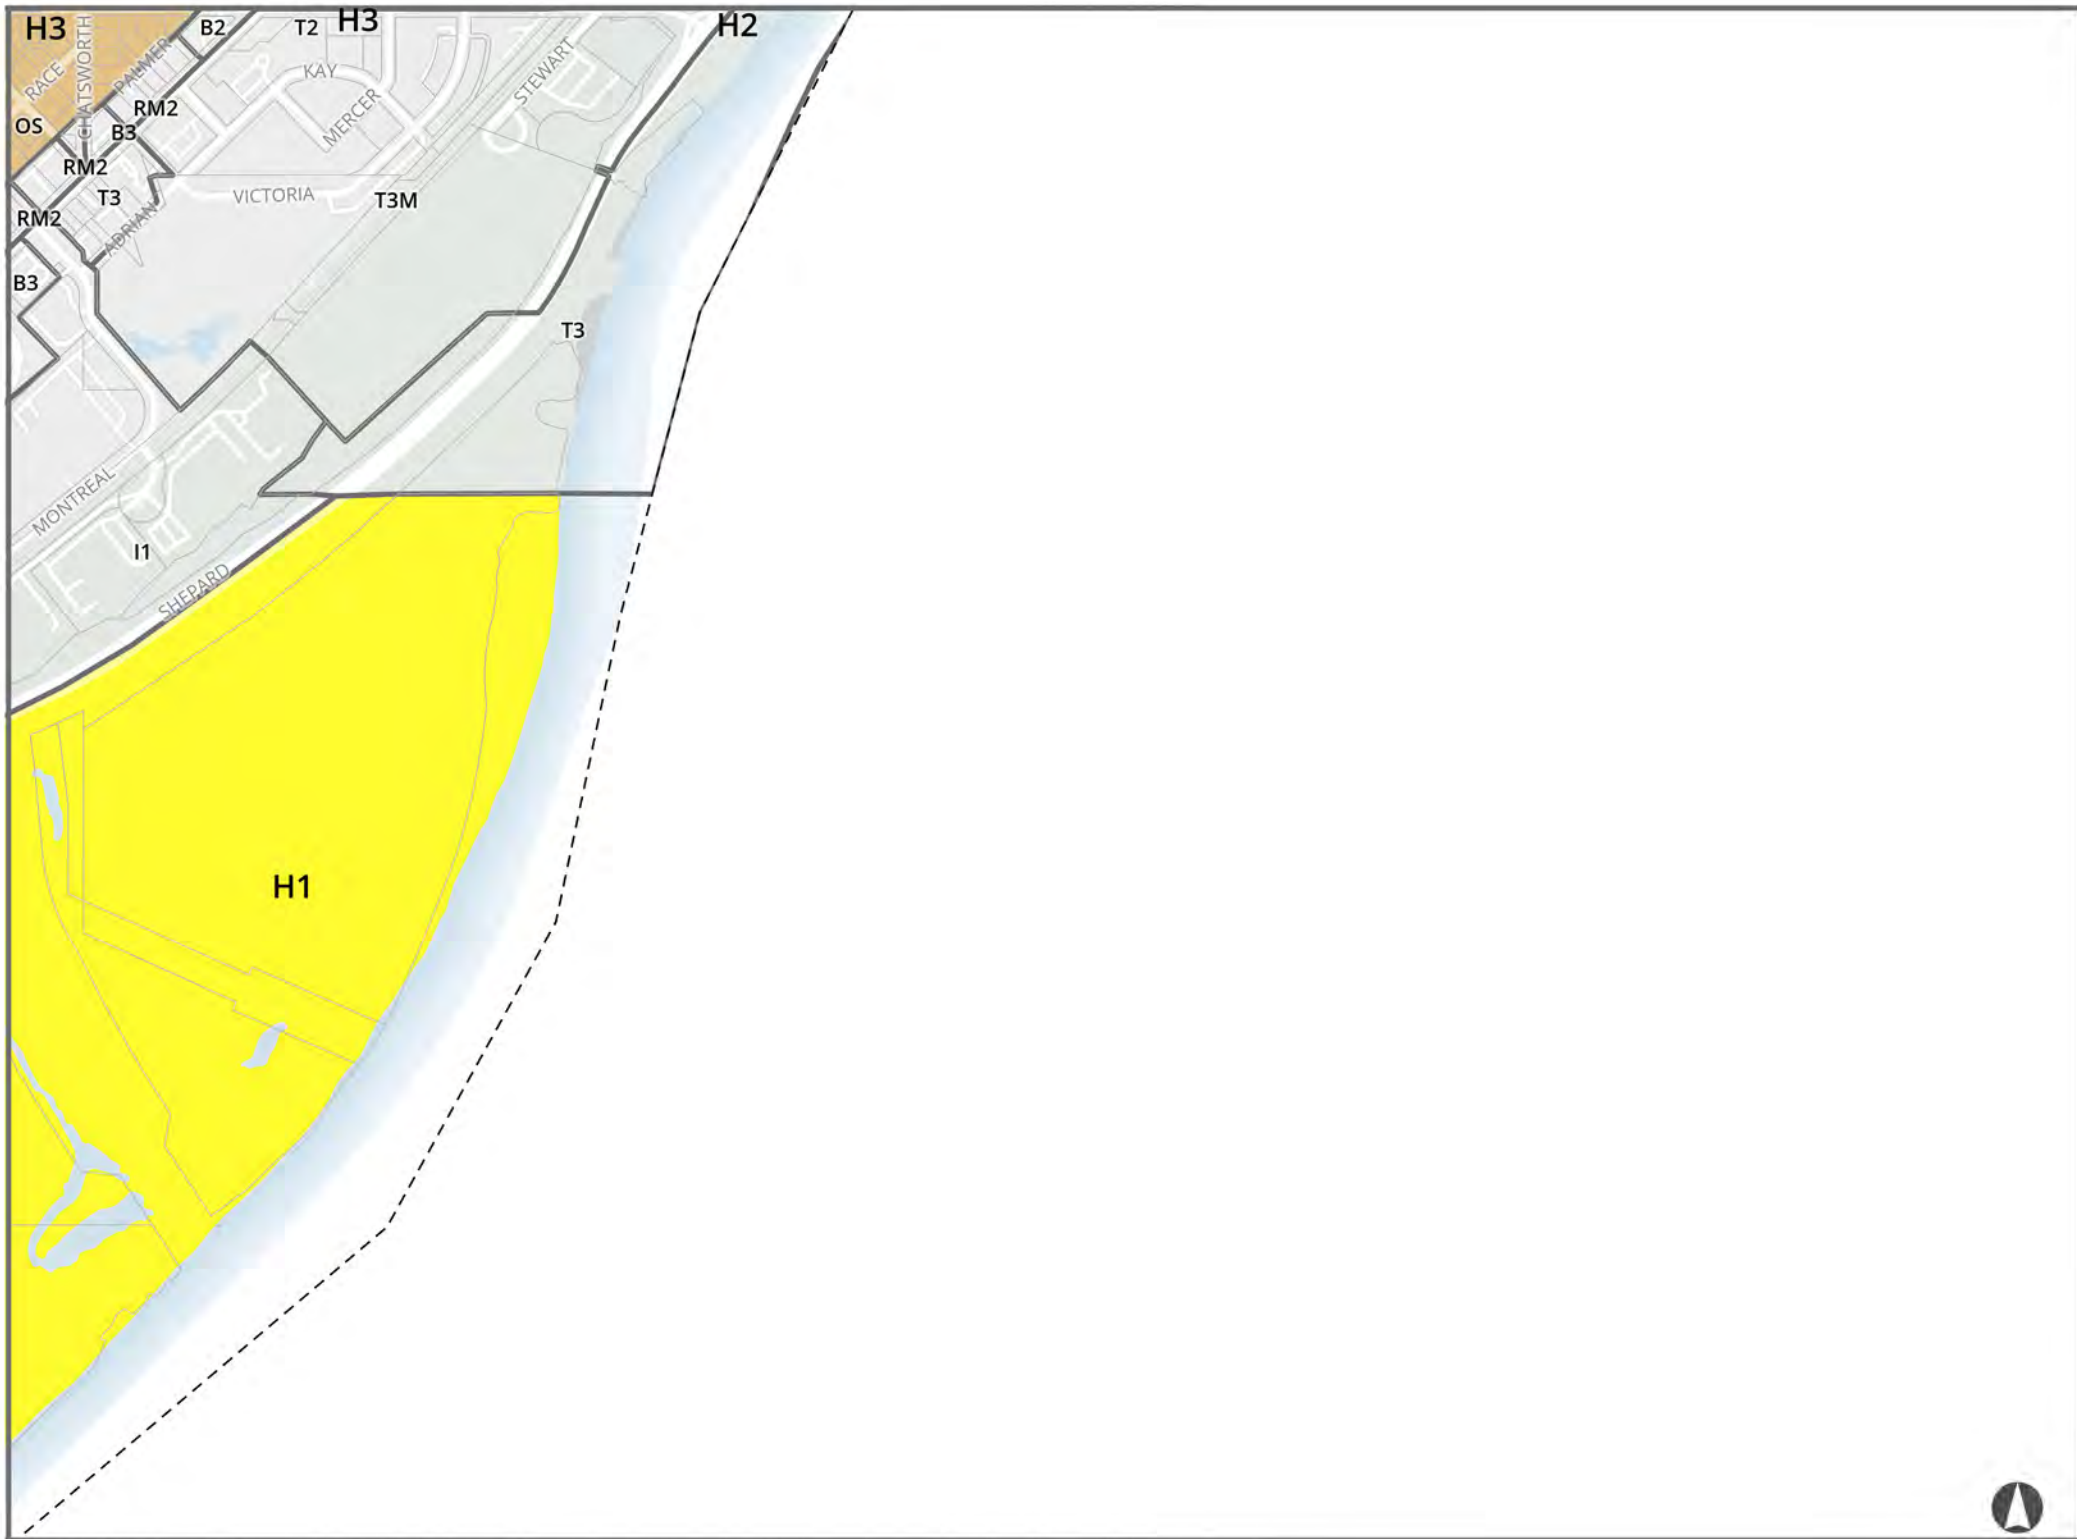 H3
B2
T2
H3
H2
CHATSWORTH
RACE
PALMER
KAY
STEWART
MERCER
RM2
OS
B3
RM2
T3
VICTORIA
T3M
RM2
ADRIAN
B3
T3
MONTREAL
I1
SHEPARD
H1